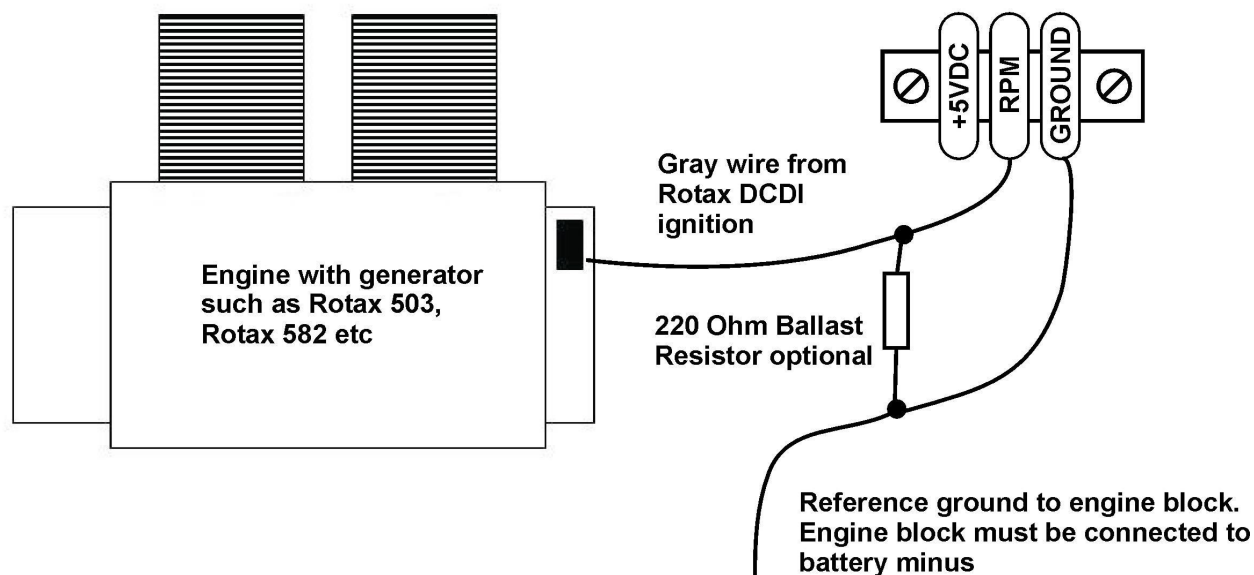 +5VDC
RPM
GROUND
Gray wire from
Rotax DCDI
ignition
Engine with generator
such as Rotax 503,
Rotax 582 etc
220 Ohm Ballast
Resistor optional
Reference ground to engine block.
Engine block must be connected to
battery minus